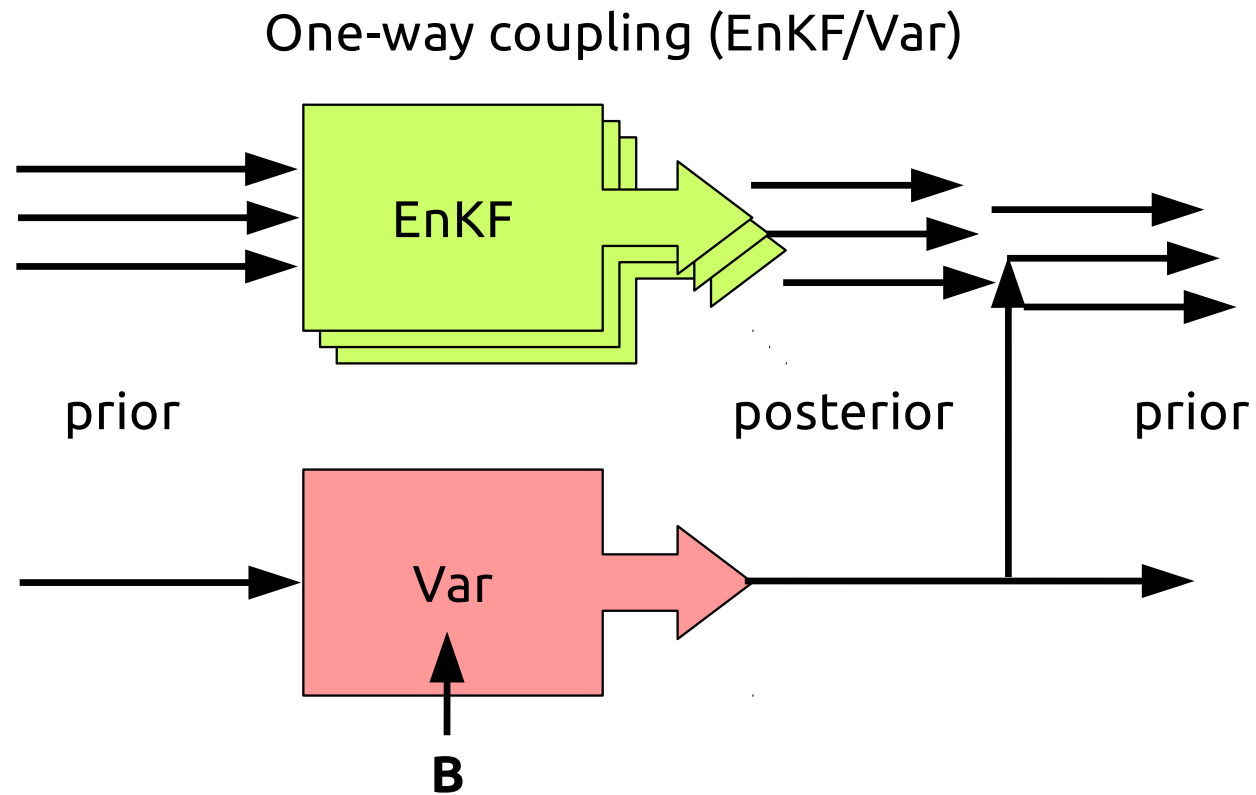 One-way coupling (EnKF/Var)
EnKF
prior
posterior
prior
Var
B